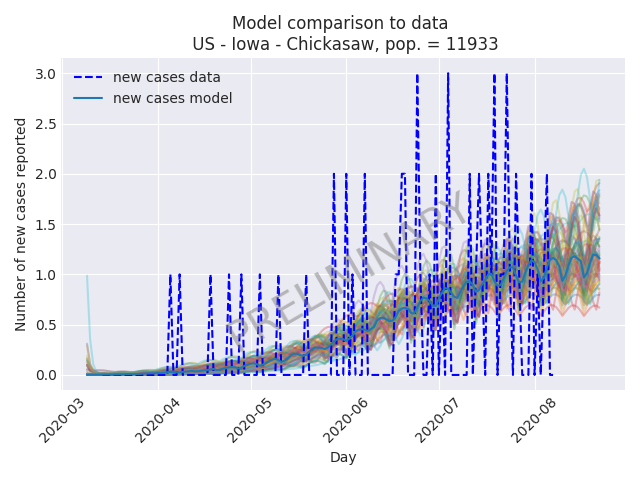 Model comparison to data
US - Iowa - Chickasaw, pop. = 11933
new cases data
new cases model
Number of new cases reported
3.0
2.5
2.0
1.5
1.0
0.5
0.0
PRELIMINARY
2020-03
2020-04
2020-05
2020-06
2020-07
2020-08
Day